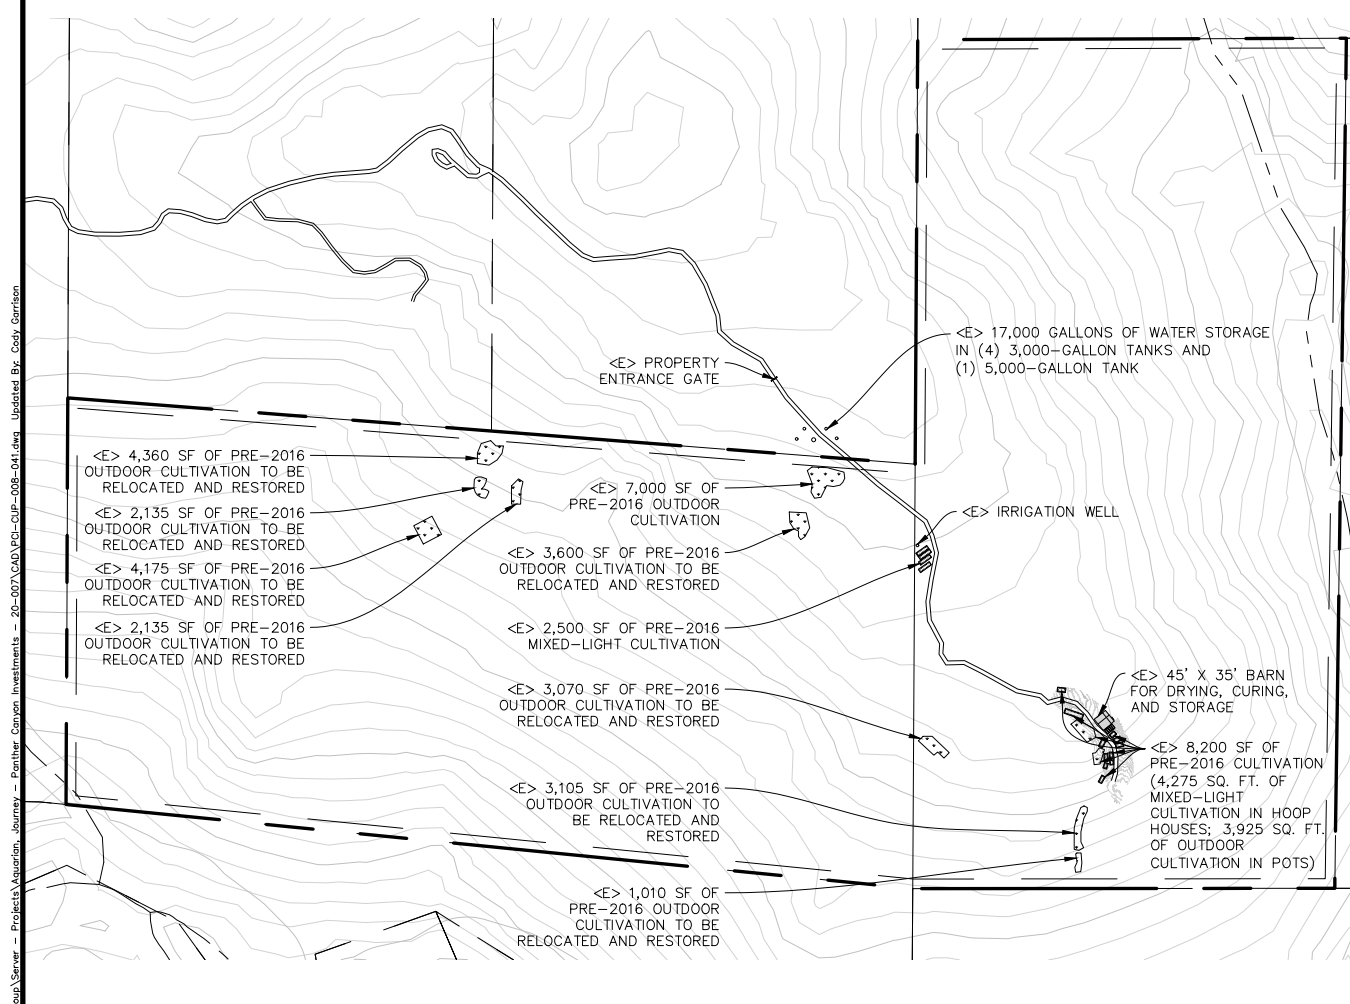 <E> 17,000 GALLONS OF WATER STORAGE
IN (4) 3,000-GALLON TANKS AND
(1) 5,000-GALLON TANK
<E> PROPERTY
ENTRANCE GATE
<E> 4,360 SF OF PRE-2016
OUTDOOR CULTIVATION TO BE
RELOCATED AND RESTORED
<E> 2,135 SF OF PRE-2016
OUTDOOR CULTIVATION TO BE
RELOCATED AND RESTORED
<E> 4,175 SF OF PRE-2016
OUTDOOR CULTIVATION TO BE
RELOCATED AND RESTORED
<E> 2,135 SF OF PRE-2016
OUTDOOR CULTIVATION TO BE
RELOCATED AND RESTORED
<E> 7,000 SF OF
PRE-2016 OUTDOOR
CULTIVATION
<E> 3,600 SF OF PRE-2016
OUTDOOR CULTIVATION TO BE
RELOCATED AND RESTORED
<E> 2,500 SF OF PRE-2016
MIXED-LIGHT CULTIVATION
<E> 3,070 SF OF PRE-2016
OUTDOOR CULTIVATION TO BE
RELOCATED AND RESTORED
<E> 3,105 SF OF PRE-2016
OUTDOOR CULTIVATION TO
BE RELOCATED AND
RESTORED
<E> 1,010 SF OF
PRE-2016 OUTDOOR
CULTIVATION TO BE
RELOCATED AND RESTORED
<E> IRRIGATION WELL
<E> 45' X 35' BARN
FOR DRYING, CURING,
AND STORAGE
<E> 8,200 SF OF
PRE-2016 CULTIVATION
(4,275 SQ. FT. OF
MIXED-LIGHT
CULTIVATION IN HOOP
HOUSES; 3,925 SQ. FT.
OF OUTDOOR
CULTIVATION IN POTS)
oup\Server - Projects\Aquarian, Journey - Panther Canyon Investments - 20-007\CAD\PCI-CUP-008-041.dwg Updated By: Cody Garrison